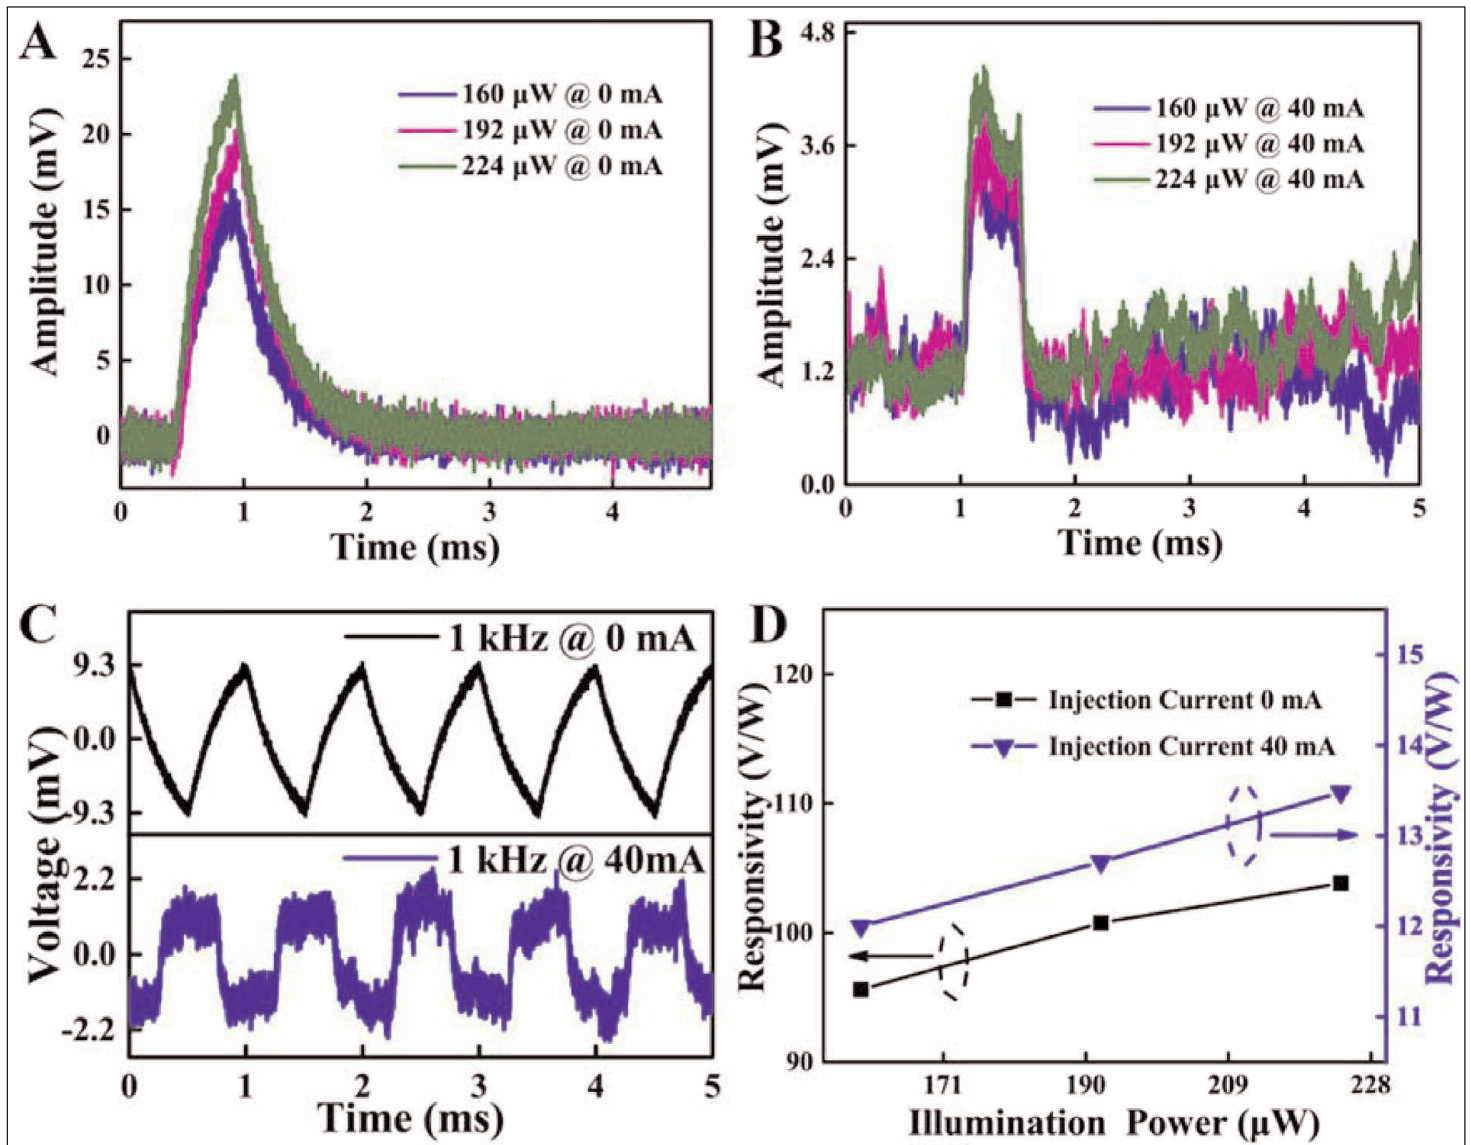 A
25
20
15
10
5
0
Amplitude (mV)
160 μW @ 0 mA
192 μW @ 0 mA
224 μW @ 0 mA
0 1 2 3 4
Time (ms)
B
4.8
3.6
2.4
1.2
0.0
Amplitude (mV)
160 μW @ 40 mA
192 μW @ 40 mA
224 μW @ 40 mA
0 1 2 3 4 5
Time (ms)
C
1 kHz @ 0 mA
9.3
0.0
-9.3
1 kHz @ 40mA
2.2
0.0
-2.2
Voltage (mV)
0 1 2 3 4 5
Time (ms)
D
120
110
100
90
Responsivity (V/W)
Injection Current 0 mA
Injection Current 40 mA
15
14
13
12
11
Responsivity (V/W)
171 190 209 228
Illumination Power (μW)